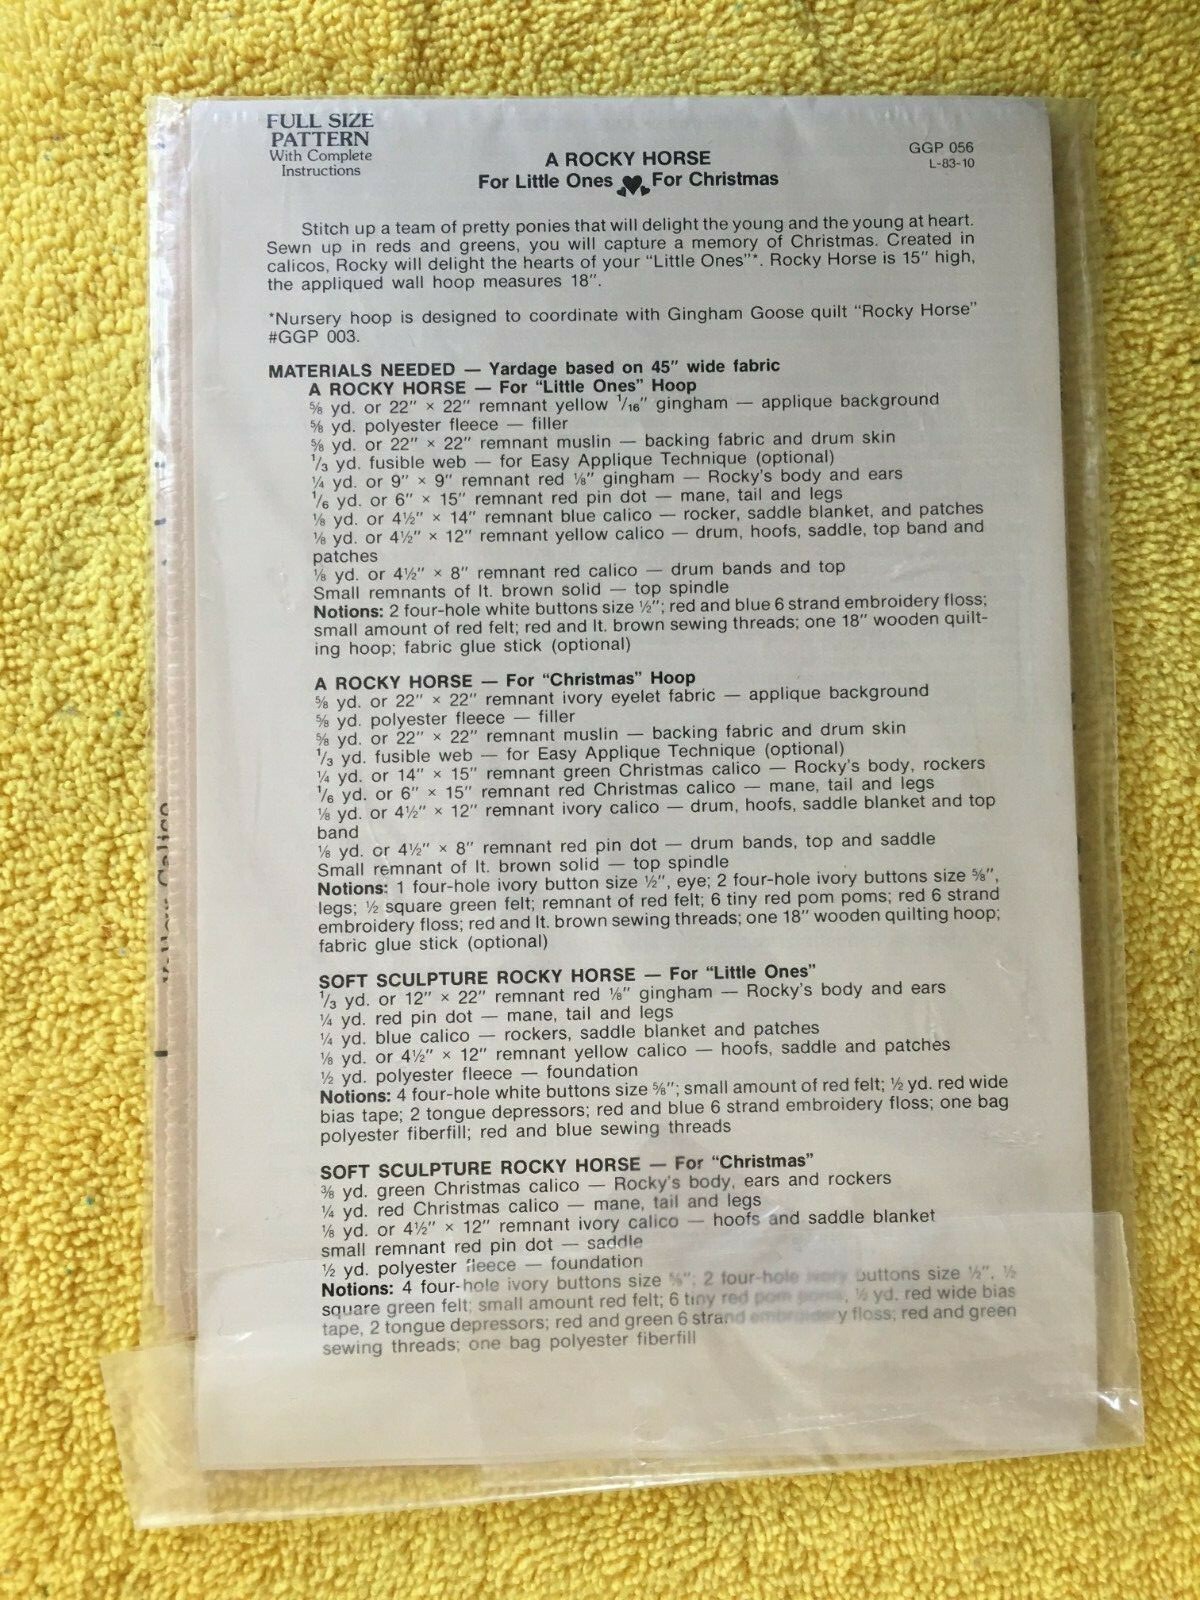 FULL SIZE
PATTERN
With Complete
Instructions
GGP 056
L-83-10
A ROCKY HORSE
For Little Ones For Christmas
Stitch up a team of pretty ponies that will delight the young and the young at heart.
Sewn up in reds and greens, you will capture a memory of Christmas. Created in
calicos, Rocky will delight the hearts of your "Little Ones"*. Rocky Horse is 15" high,
the appliqued wall hoop measures 18".
*Nursery hoop is designed to coordinate with Gingham Goose quilt "Rocky Horse"
#GGP 003.
MATERIALS NEEDED — Yardage based on 45" wide fabric
A ROCKY HORSE — For "Little Ones" Hoop
⅝ yd. or 22" × 22" remnant yellow 1/16" gingham — applique background
⅝ yd. polyester fleece — filler
⅝ yd. or 22" × 22" remnant muslin — backing fabric and drum skin
1/3 yd. fusible web — for Easy Applique Technique (optional)
¼ yd. or 9" × 9" remnant red ⅛" gingham — Rocky's body and ears
1/6 yd. or 6" × 15" remnant red pin dot — mane, tail and legs
⅛ yd. or 4½" × 14" remnant blue calico — rocker, saddle blanket, and patches
⅛ yd. or 4½" × 12" remnant yellow calico — drum, hoofs, saddle, top band and
patches
⅛ yd. or 4½" × 8" remnant red calico — drum bands and top
Small remnants of lt. brown solid — top spindle
Notions: 2 four-hole white buttons size ½"; red and blue 6 strand embroidery floss;
small amount of red felt; red and lt. brown sewing threads; one 18" wooden quilt-
ing hoop; fabric glue stick (optional)
A ROCKY HORSE — For "Christmas" Hoop
⅝ yd. or 22" × 22" remnant ivory eyelet fabric — applique background
⅝ yd. polyester fleece — filler
⅝ yd. or 22" × 22" remnant muslin — backing fabric and drum skin
1/3 yd. fusible web — for Easy Applique Technique (optional)
¼ yd. or 14" × 15" remnant green Christmas calico — Rocky's body, rockers
1/6 yd. or 6" × 15" remnant red Christmas calico — mane, tail and legs
⅛ yd. or 4½" × 12" remnant ivory calico — drum, hoofs, saddle blanket and top
band
⅛ yd. or 4½" × 8" remnant red pin dot — drum bands, top and saddle
Small remnant of lt. brown solid — top spindle
Notions: 1 four-hole ivory button size ½", eye; 2 four-hole ivory buttons size ⅝",
legs; ½ square green felt; remnant of red felt; 6 tiny red pom poms; red 6 strand
embroidery floss; red and lt. brown sewing threads; one 18" wooden quilting hoop;
fabric glue stick (optional)
SOFT SCULPTURE ROCKY HORSE — For "Little Ones"
1/3 yd. or 12" × 22" remnant red ⅛" gingham — Rocky's body and ears
¼ yd. red pin dot — mane, tail and legs
¼ yd. blue calico — rockers, saddle blanket and patches
⅛ yd. or 4½" × 12" remnant yellow calico — hoofs, saddle and patches
½ yd. polyester fleece — foundation
Notions: 4 four-hole white buttons size ⅝"; small amount of red felt; ½ yd. red wide
bias tape; 2 tongue depressors; red and blue 6 strand embroidery floss; one bag
polyester fiberfill; red and blue sewing threads
SOFT SCULPTURE ROCKY HORSE — For "Christmas"
⅜ yd. green Christmas calico — Rocky's body, ears and rockers
¼ yd. red Christmas calico — mane, tail and legs
⅛ yd. or 4½" × 12" remnant ivory calico — hoofs and saddle blanket
small remnant red pin dot — saddle
½ yd. polyester fleece — foundation
Notions: 4 four-hole ivory buttons size ⅝"; 2 four-hole ivory buttons size ½", ½
square green felt; small amount red felt; 6 tiny red pom poms, ½ yd. red wide bias
tape, 2 tongue depressors; red and green 6 strand embroidery floss; red and green
sewing threads; one bag polyester fiberfill